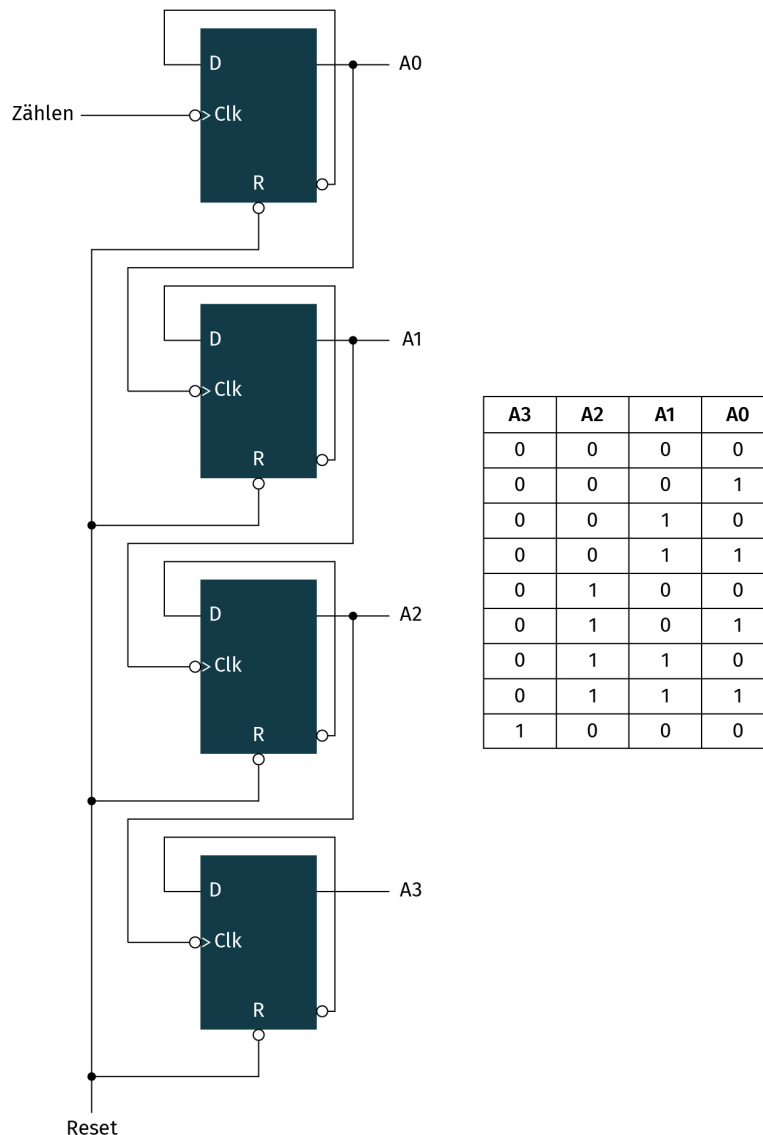 D
A0
Zählen
Clk
R
D
A1
Clk
R
D
A2
Clk
R
D
A3
Clk
R
Reset
A3 A2 A1 A0
0 0 0 0
0 0 0 1
0 0 1 0
0 0 1 1
0 1 0 0
0 1 0 1
0 1 1 0
0 1 1 1
1 0 0 0